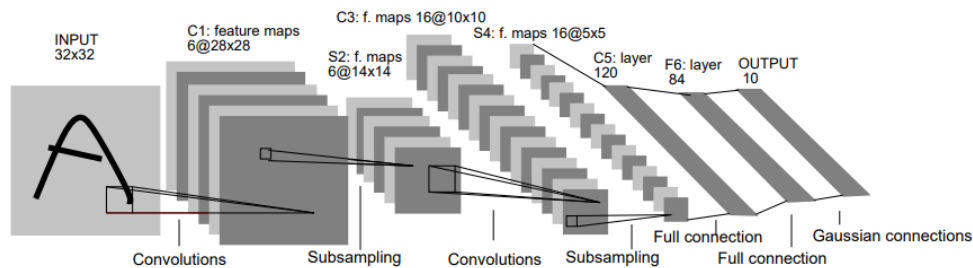 INPUT
32x32
C1: feature maps
6@28x28
S2: f. maps
6@14x14
C3: f. maps 16@10x10
S4: f. maps 16@5x5
C5: layer
120
F6: layer
84
OUTPUT
10
Convolutions
Subsampling
Convolutions
Subsampling
Full connection
Full connection
Gaussian connections
A